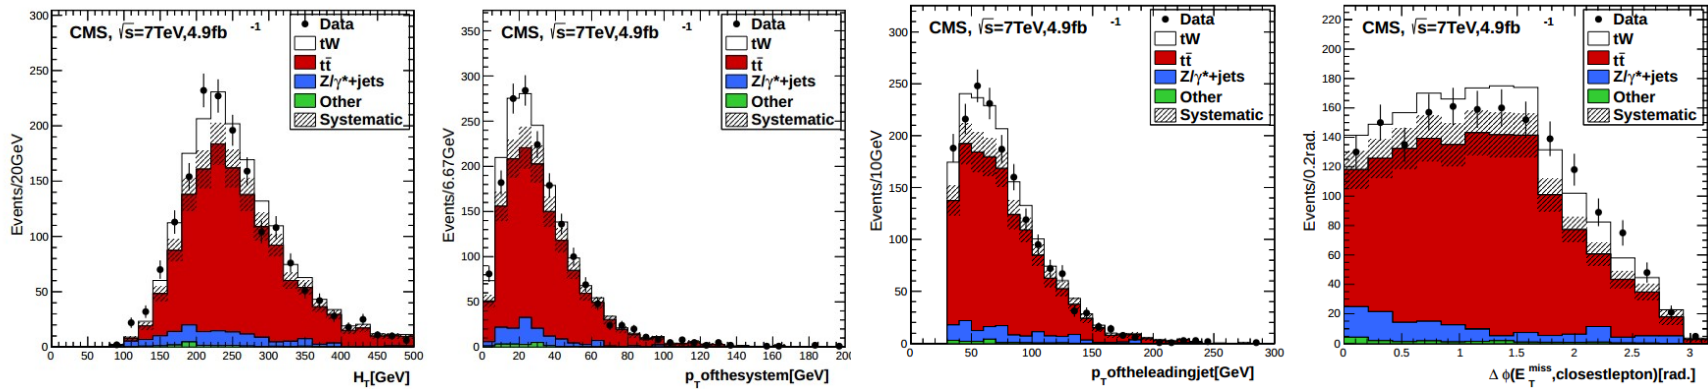 CMS, √s=7TeV,4.9fb -1
Data
tW
tt̄
Z/γ*+jets
Other
Systematic
Events/20GeV
300
250
200
150
100
50
0
0 50 100 150 200 250 300 350 400 450 500
H_T[GeV]
CMS, √s=7TeV,4.9fb -1
Data
tW
tt̄
Z/γ*+jets
Other
Systematic
Events/6.67GeV
350
300
250
200
150
100
50
0
0 20 40 60 80 100 120 140 160 180 200
p_Tofthesystem[GeV]
CMS, √s=7TeV,4.9fb -1
Data
tW
tt̄
Z/γ*+jets
Other
Systematic
Events/10GeV
300
250
200
150
100
50
0
0 50 100 150 200 250 300
p_Toftheleadingjet[GeV]
CMS, √s=7TeV,4.9fb -1
Data
tW
tt̄
Z/γ*+jets
Other
Systematic
Events/0.2rad.
220
200
180
160
140
120
100
80
60
40
20
0
0 0.5 1 1.5 2 2.5 3
Δ ϕ(E_T^miss,closestlepton)[rad.]